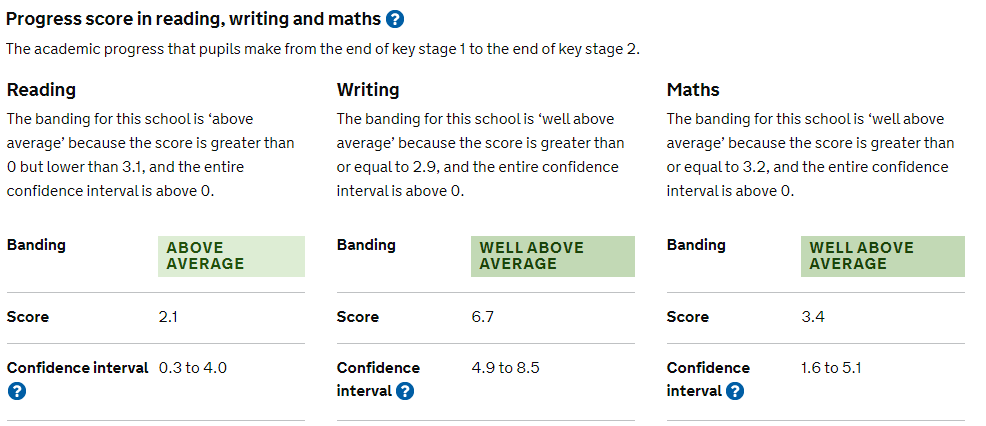 Progress score in reading, writing and maths ?
The academic progress that pupils make from the end of key stage 1 to the end of key stage 2.
Reading
The banding for this school is ‘above
average’ because the score is greater than
0 but lower than 3.1, and the entire
confidence interval is above 0.
Banding
ABOVE
AVERAGE
Score
2.1
Confidence interval
?
0.3 to 4.0
Writing
The banding for this school is ‘well above
average’ because the score is greater than
or equal to 2.9, and the entire confidence
interval is above 0.
Banding
WELL ABOVE
AVERAGE
Score
6.7
Confidence
interval ?
4.9 to 8.5
Maths
The banding for this school is ‘well above
average’ because the score is greater than
or equal to 3.2, and the entire confidence
interval is above 0.
Banding
WELL ABOVE
AVERAGE
Score
3.4
Confidence
interval ?
1.6 to 5.1